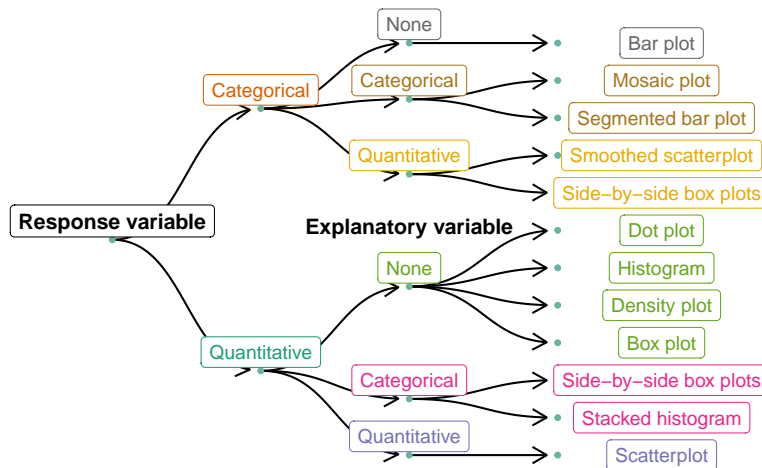 None
Bar plot
Categorical
Categorical
Mosaic plot
Segmented bar plot
Quantitative
Smoothed scatterplot
Side−by−side box plots
Response variable
Explanatory variable
Dot plot
None
Histogram
Density plot
Box plot
Quantitative
Categorical
Side−by−side box plots
Stacked histogram
Quantitative
Scatterplot